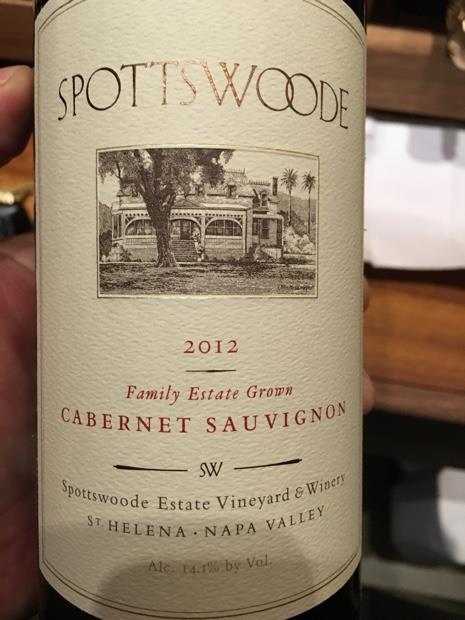 SPOTTSWOODE
2012
Family Estate Grown
CABERNET SAUVIGNON
SW
Spottswoode Estate Vineyard & Winery
ST. HELENA · NAPA VALLEY
Alc. 14.1% by Vol.